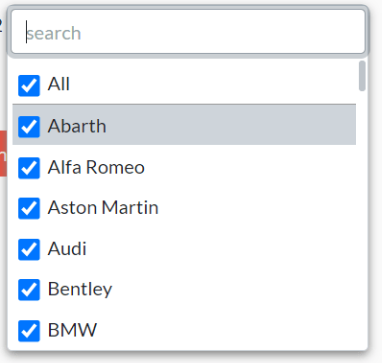 search
All
Abarth
Alfa Romeo
Aston Martin
Audi
Bentley
BMW